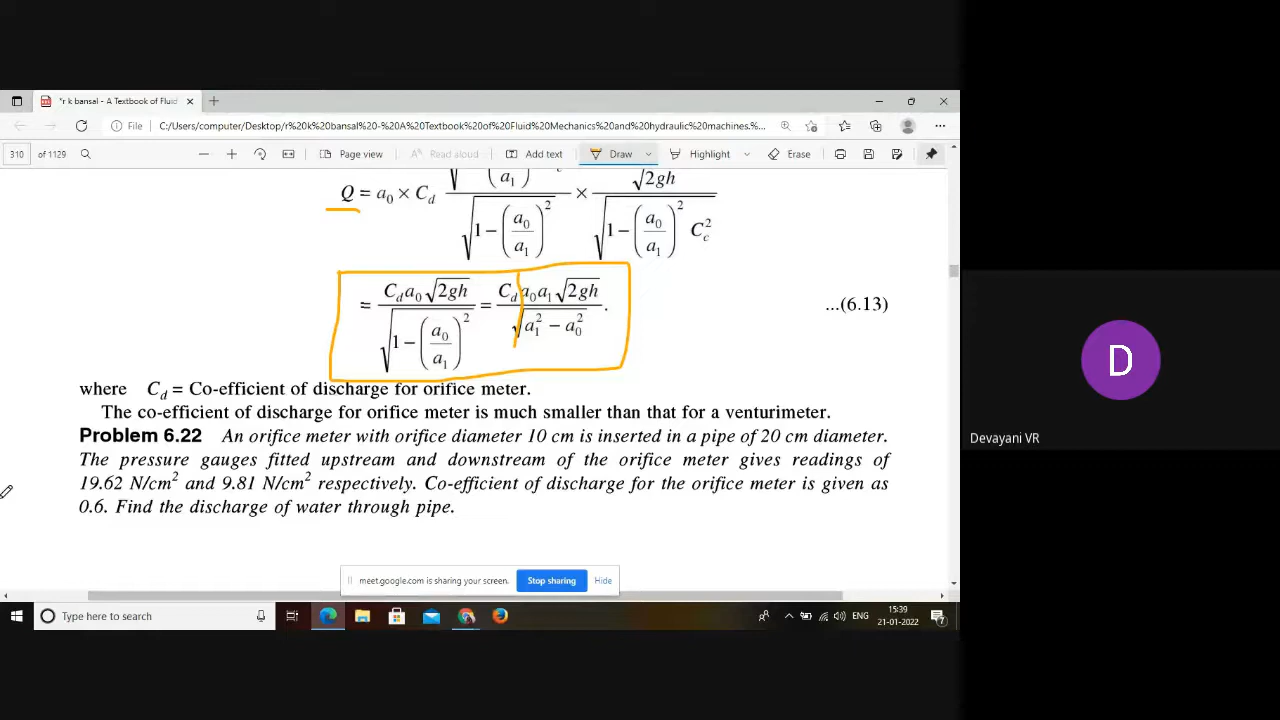 *r k bansal - A Textbook of Fluid
File C:/Users/computer/Desktop/r%20k%20bansal%20-%20A%20Textbook%20of%20Fluid%20Mechanics%20and%20hydraulic%20machines.%...
310 of 1129 Page view Read aloud Add text Draw Highlight Erase
Q = a₀ × C_d √((a₀/a₁)² c / √(1 − (a₀/a₁)²) × √2gh / √(1 − (a₀/a₁)² C_c²)
= C_d a₀ √2gh / √(1 − (a₀/a₁)²) = C_d a₀ a₁ √2gh / √(a₁² − a₀²). ...(6.13)
where C_d = Co-efficient of discharge for orifice meter.
The co-efficient of discharge for orifice meter is much smaller than that for a venturimeter.
Problem 6.22 An orifice meter with orifice diameter 10 cm is inserted in a pipe of 20 cm diameter.
The pressure gauges fitted upstream and downstream of the orifice meter gives readings of
19.62 N/cm² and 9.81 N/cm² respectively. Co-efficient of discharge for the orifice meter is given as
0.6. Find the discharge of water through pipe.
meet.google.com is sharing your screen. Stop sharing Hide
Type here to search
ENG
15:39
21-01-2022
D
Devayani VR